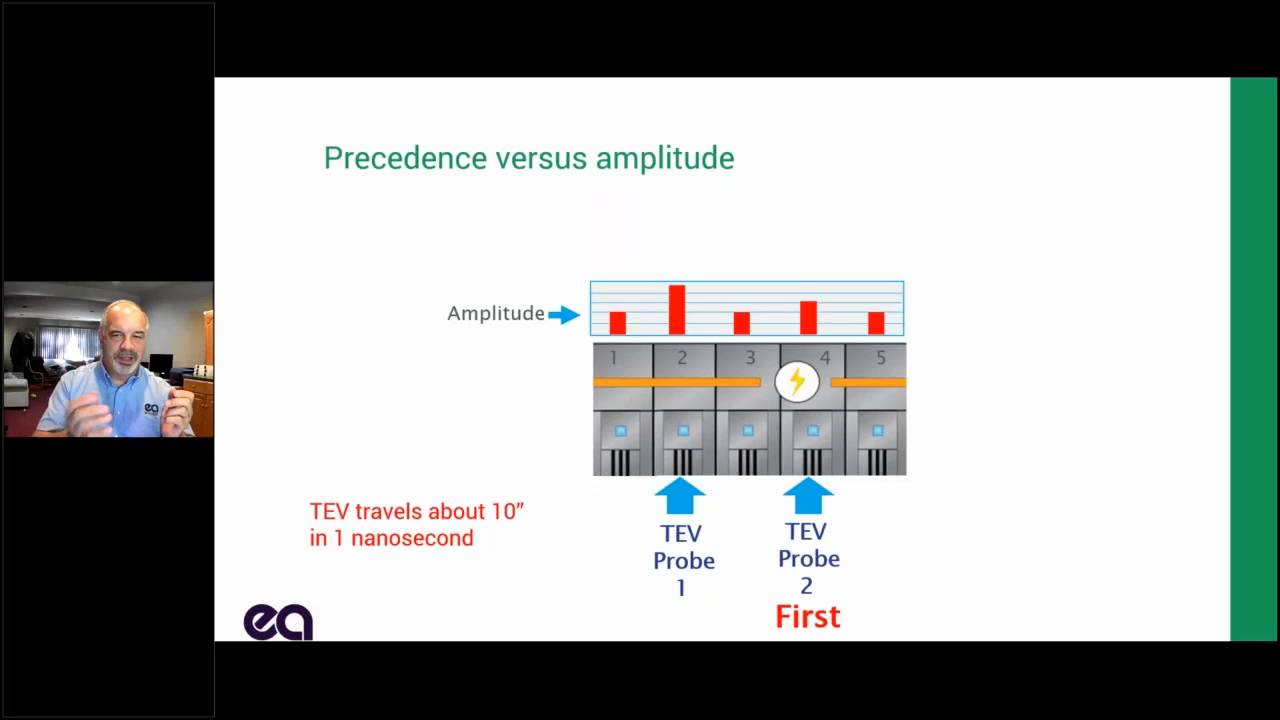 Precedence versus amplitude
Amplitude
1 2 3 4 5
TEV travels about 10”
in 1 nanosecond
TEV
Probe
1
TEV
Probe
2
First
ea
ea